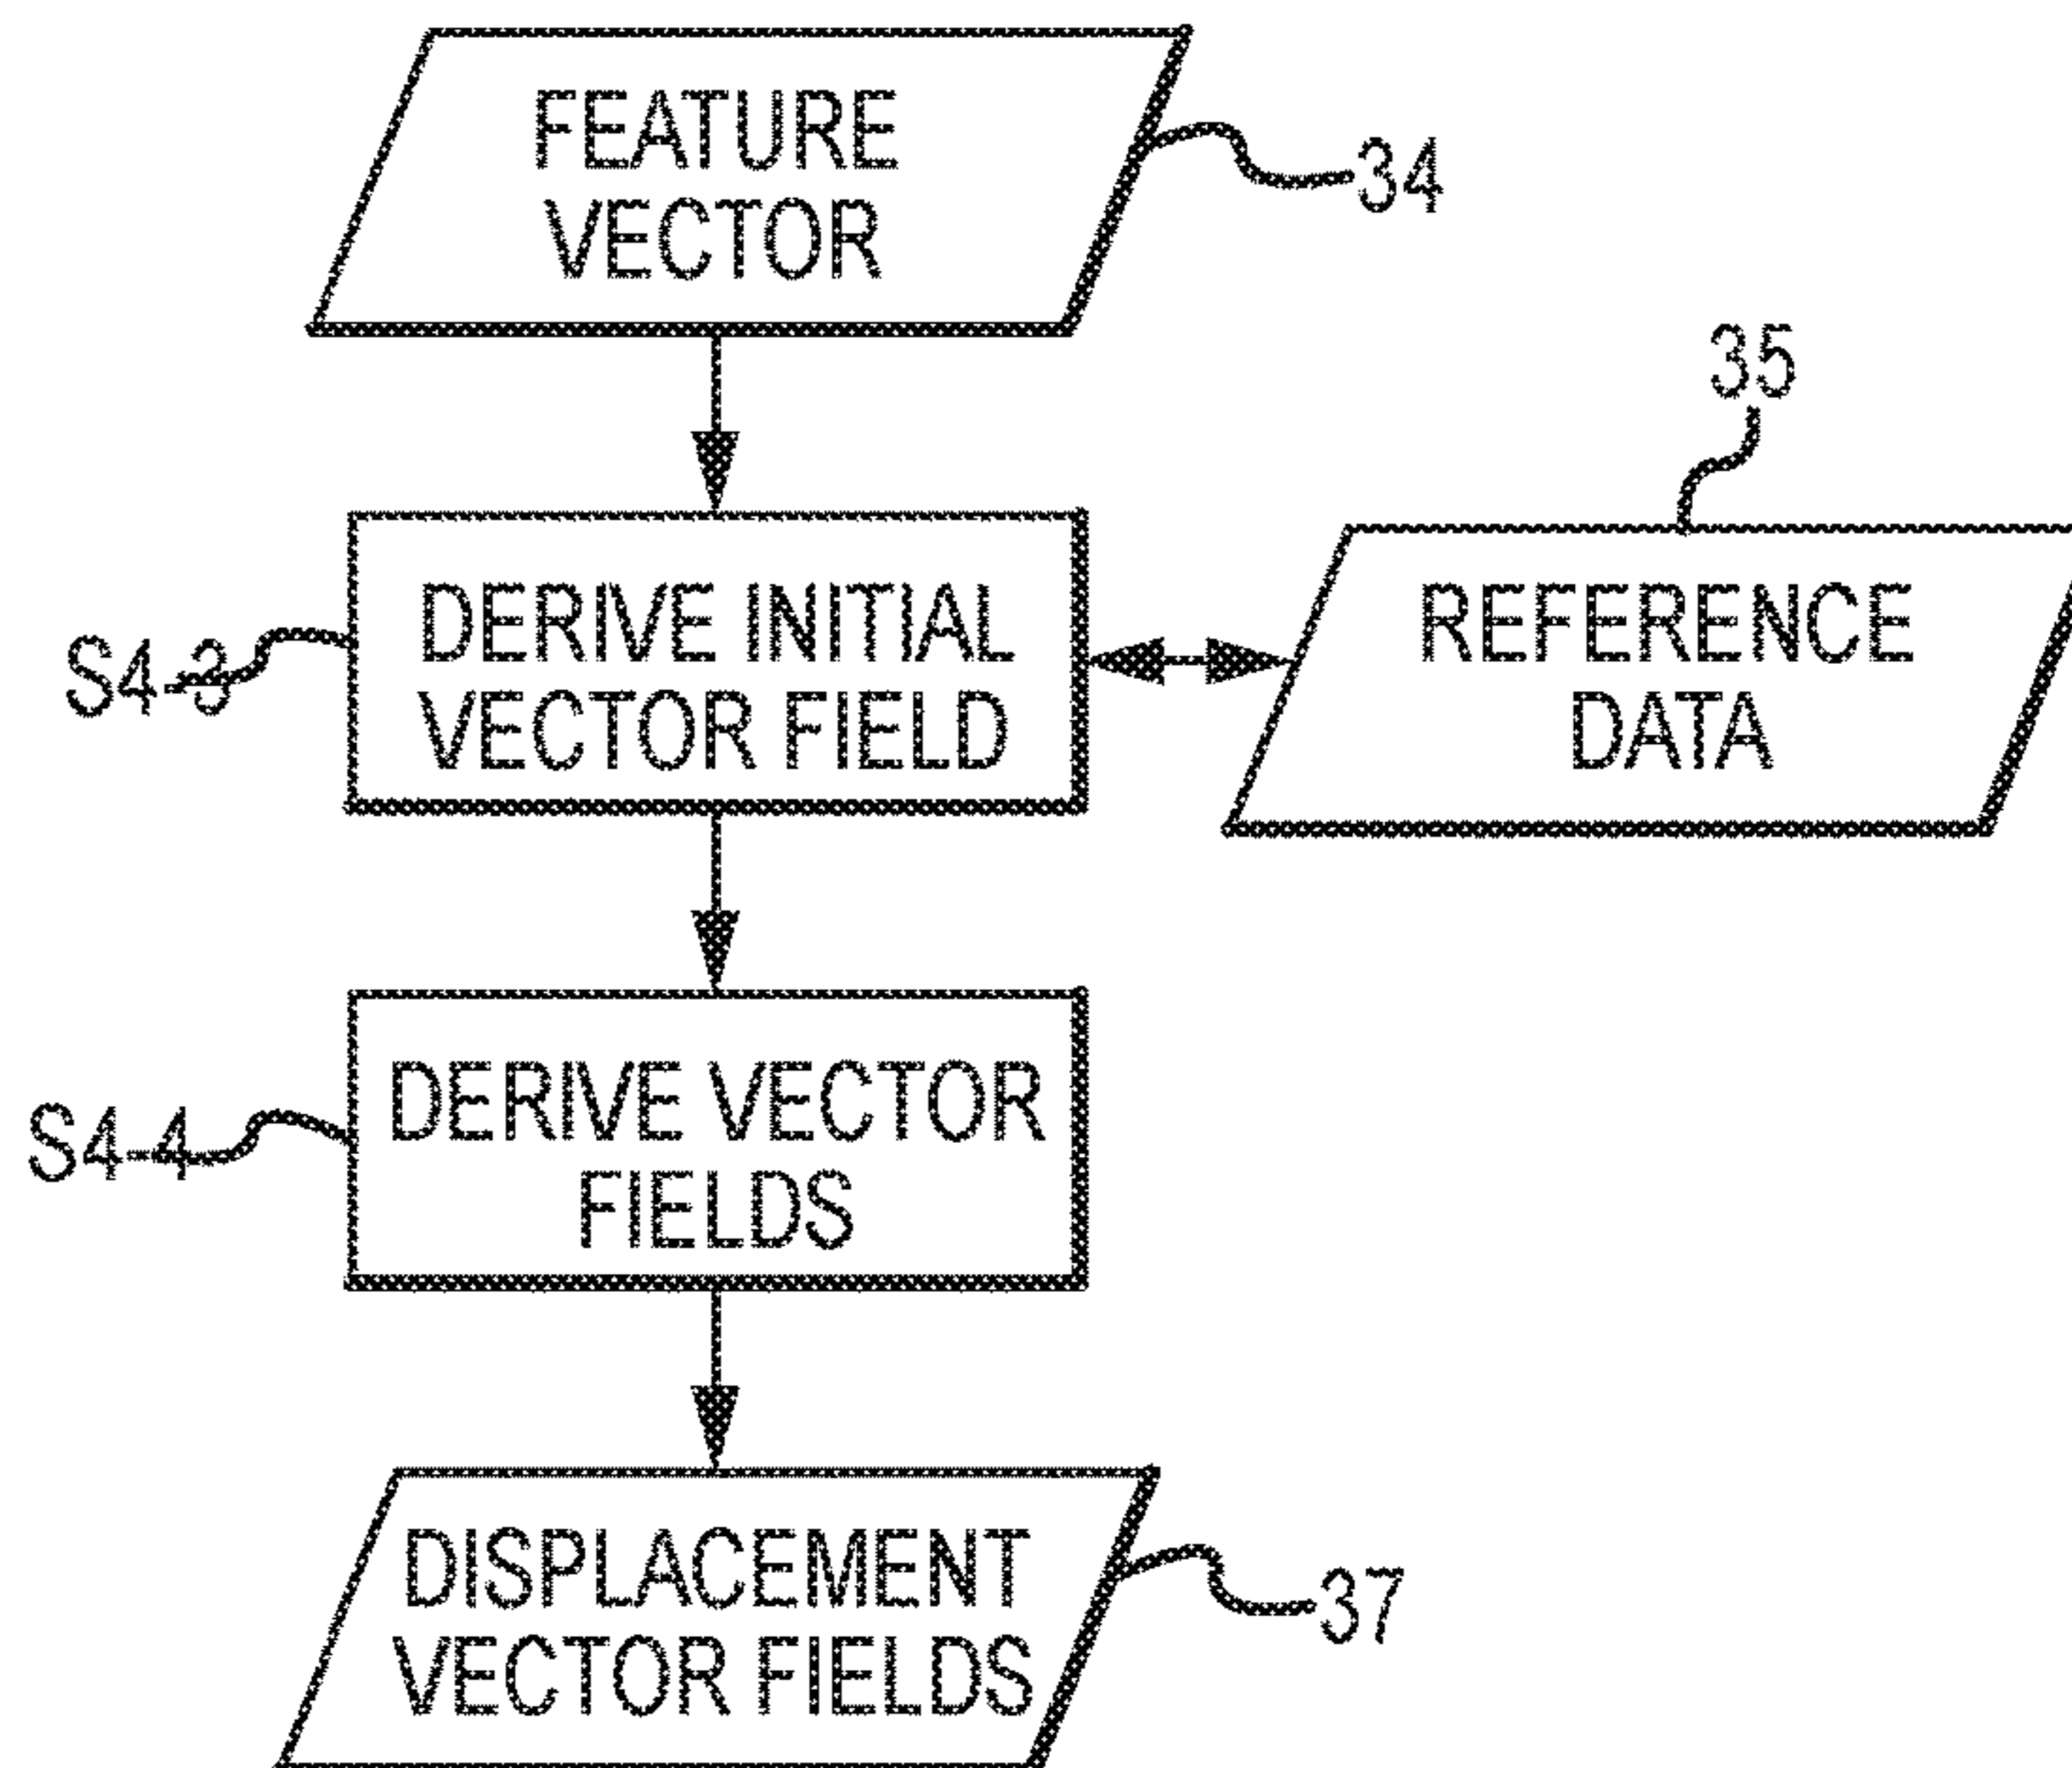 FEATURE
VECTOR
34
35
S4-3
DERIVE INITIAL
VECTOR FIELD
REFERENCE
DATA
S4-4
DERIVE VECTOR
FIELDS
DISPLACEMENT
VECTOR FIELDS
37